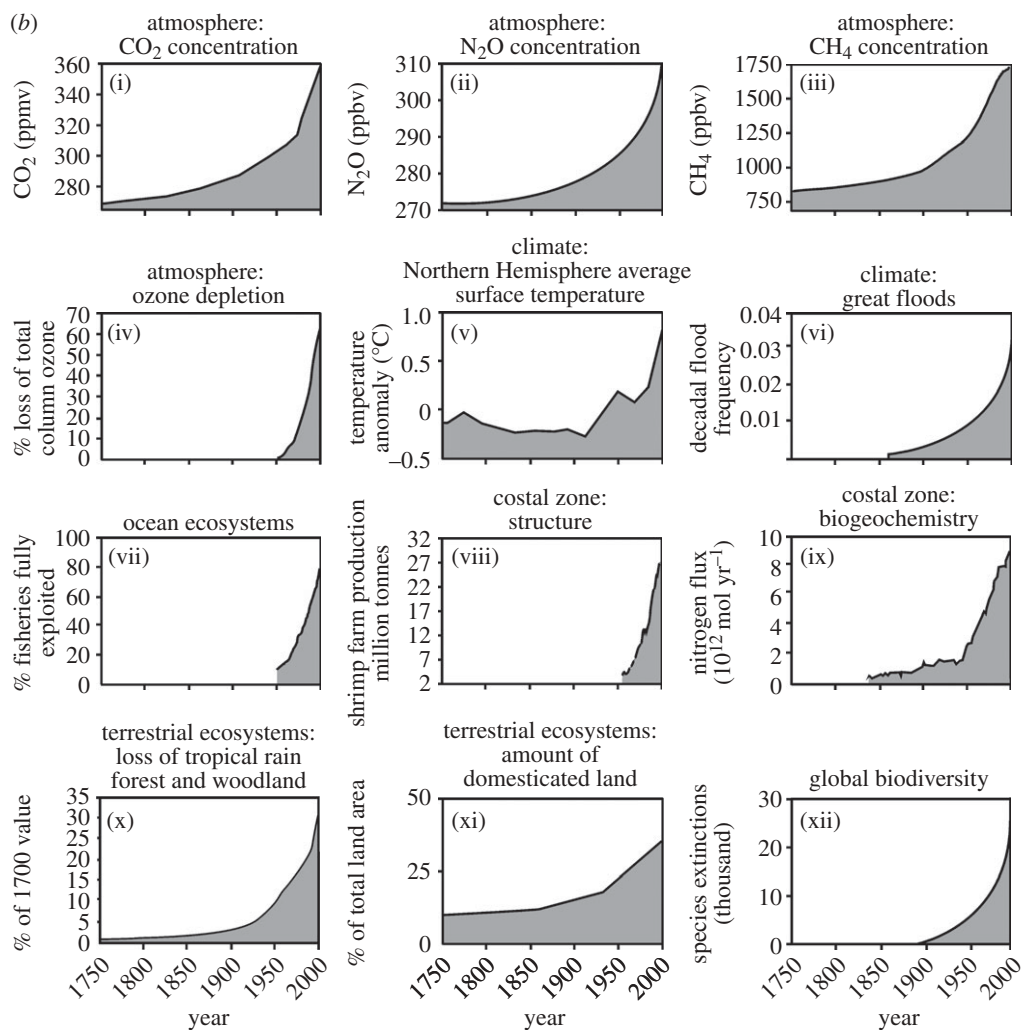 (b)
atmosphere:
CO₂ concentration
CO₂ (ppmv)
360
340
320
300
280
(i)
atmosphere:
N₂O concentration
N₂O (ppbv)
310
300
290
280
270
(ii)
atmosphere:
CH₄ concentration
CH₄ (ppbv)
1750
1500
1250
1000
750
(iii)
atmosphere:
ozone depletion
% loss of total
column ozone
70
60
50
40
30
20
10
0
(iv)
climate:
Northern Hemisphere average
surface temperature
temperature
anomaly (°C)
1.0
0.5
0
−0.5
(v)
climate:
great floods
decadal flood
frequency
0.04
0.03
0.02
0.01
(vi)
ocean ecosystems
% fisheries fully
exploited
100
80
60
40
20
0
(vii)
costal zone:
structure
shrimp farm production
million tonnes
32
27
22
17
12
7
2
(viii)
costal zone:
biogeochemistry
nitrogen flux
(10¹² mol yr⁻¹)
10
8
6
4
2
0
(ix)
terrestrial ecosystems:
loss of tropical rain
forest and woodland
% of 1700 value
35
30
25
20
15
10
5
0
(x)
1750
1800
1850
1900
1950
2000
year
terrestrial ecosystems:
amount of
domesticated land
% of total land area
50
25
0
(xi)
1750
1800
1850
1900
1950
2000
year
global biodiversity
species extinctions
(thousand)
30
20
10
0
(xii)
1750
1800
1850
1900
1950
2000
year